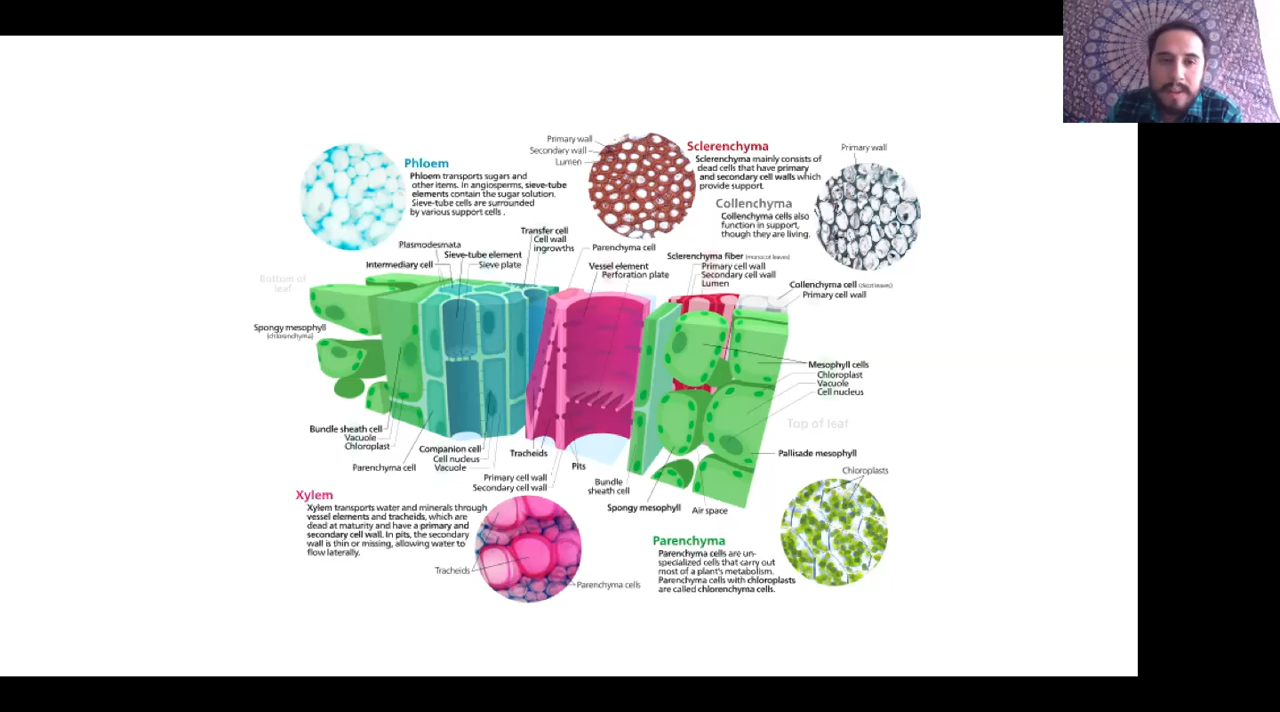 Primary wall
Secondary wall
Lumen
Sclerenchyma
Sclerenchyma mainly consists of
dead cells that have primary
and secondary cell walls which
provide support.
Primary wall
Phloem
Phloem transports sugars and
other items. In angiosperms, sieve-tube
elements contain the sugar solution.
Sieve-tube cells are surrounded
by various support cells .
Collenchyma
Collenchyma cells also
function in support,
though they are living.
Plasmodesmata
Sieve-tube element
Intermediary cell
Sieve plate
Transfer cell
Cell wall
ingrowths
Parenchyma cell
Vessel element
Perforation plate
Sclerenchyma fiber (monocot leaves)
Primary cell wall
Secondary cell wall
Lumen
Collenchyma cell (dicot leaves)
Primary cell wall
Bottom of
leaf
Spongy mesophyll
(chlorenchyma)
Mesophyll cells
Chloroplast
Vacuole
Cell nucleus
Top of leaf
Bundle sheath cell
Vacuole
Chloroplast
Parenchyma cell
Companion cell
Cell nucleus
Vacuole
Tracheids
Primary cell wall
Secondary cell wall
Pits
Bundle
sheath cell
Spongy mesophyll
Air space
Pallisade mesophyll
Chloroplasts
Xylem
Xylem transports water and minerals through
vessel elements and tracheids, which are
dead at maturity and have a primary and
secondary cell wall. In pits, the secondary
wall is thin or missing, allowing water to
flow laterally.
Tracheids
Parenchyma cells
Parenchyma
Parenchyma cells are un-
specialized cells that carry out
most of a plant's metabolism.
Parenchyma cells with chloroplasts
are called chlorenchyma cells.